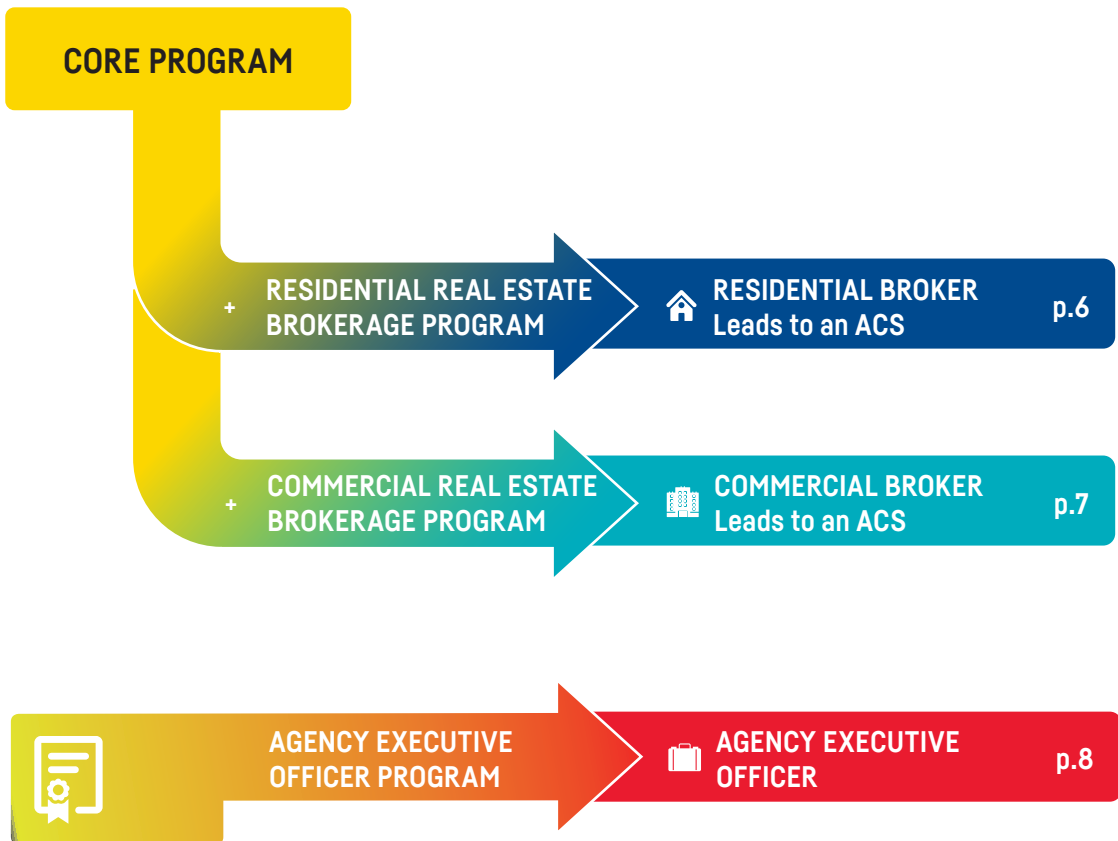 CORE PROGRAM
+ RESIDENTIAL REAL ESTATE
BROKERAGE PROGRAM
RESIDENTIAL BROKER
Leads to an ACS
p.6
+ COMMERCIAL REAL ESTATE
BROKERAGE PROGRAM
COMMERCIAL BROKER
Leads to an ACS
p.7
AGENCY EXECUTIVE
OFFICER PROGRAM
AGENCY EXECUTIVE
OFFICER
p.8